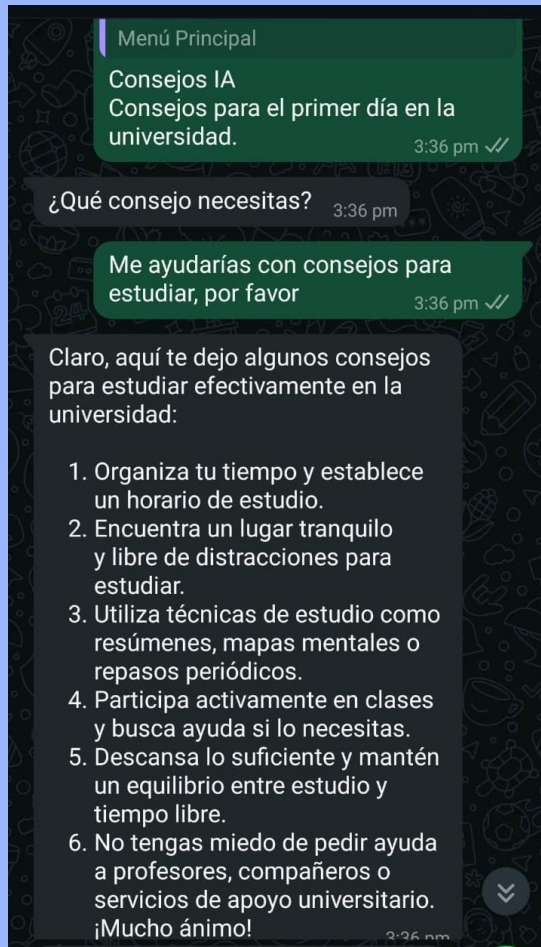 Menú Principal
Consejos IA
Consejos para el primer día en la
universidad.
3:36 pm
¿Qué consejo necesitas?
3:36 pm
Me ayudarías con consejos para
estudiar, por favor
3:36 pm
Claro, aquí te dejo algunos consejos
para estudiar efectivamente en la
universidad:
1. Organiza tu tiempo y establece
un horario de estudio.
2. Encuentra un lugar tranquilo
y libre de distracciones para
estudiar.
3. Utiliza técnicas de estudio como
resúmenes, mapas mentales o
repasos periódicos.
4. Participa activamente en clases
y busca ayuda si lo necesitas.
5. Descansa lo suficiente y mantén
un equilibrio entre estudio y
tiempo libre.
6. No tengas miedo de pedir ayuda
a profesores, compañeros o
servicios de apoyo universitario.
¡Mucho ánimo!
3:36 pm